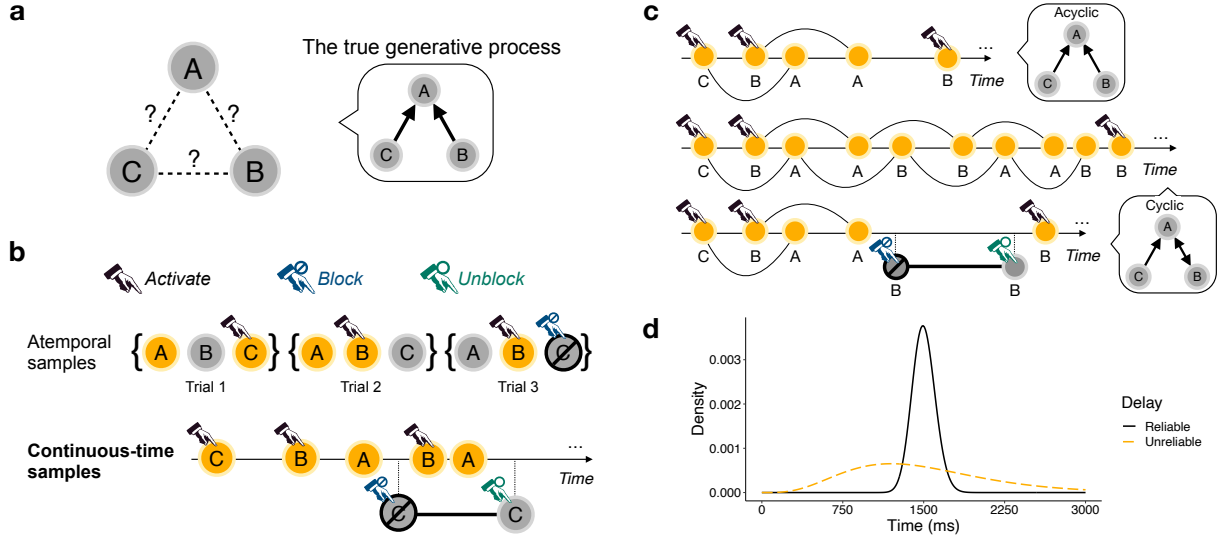 a
The true generative process
A
?
?
?
C
B
A
C
B
b
Activate
Block
Unblock
Atemporal
samples
{ A B C } { A B C } { A B C }
Trial 1
Trial 2
Trial 3
Continuous-time
samples
C B A B A
...
Time
C C
c
...
C B A A B
Time
Acyclic
A
C
B
...
C B A A B B A A B B
Time
...
C B A A B
Time
B B
Cyclic
A
C
B
d
Density
0.003
0.002
0.001
0.000
0
750
1500
2250
3000
Time (ms)
Delay
Reliable
Unreliable